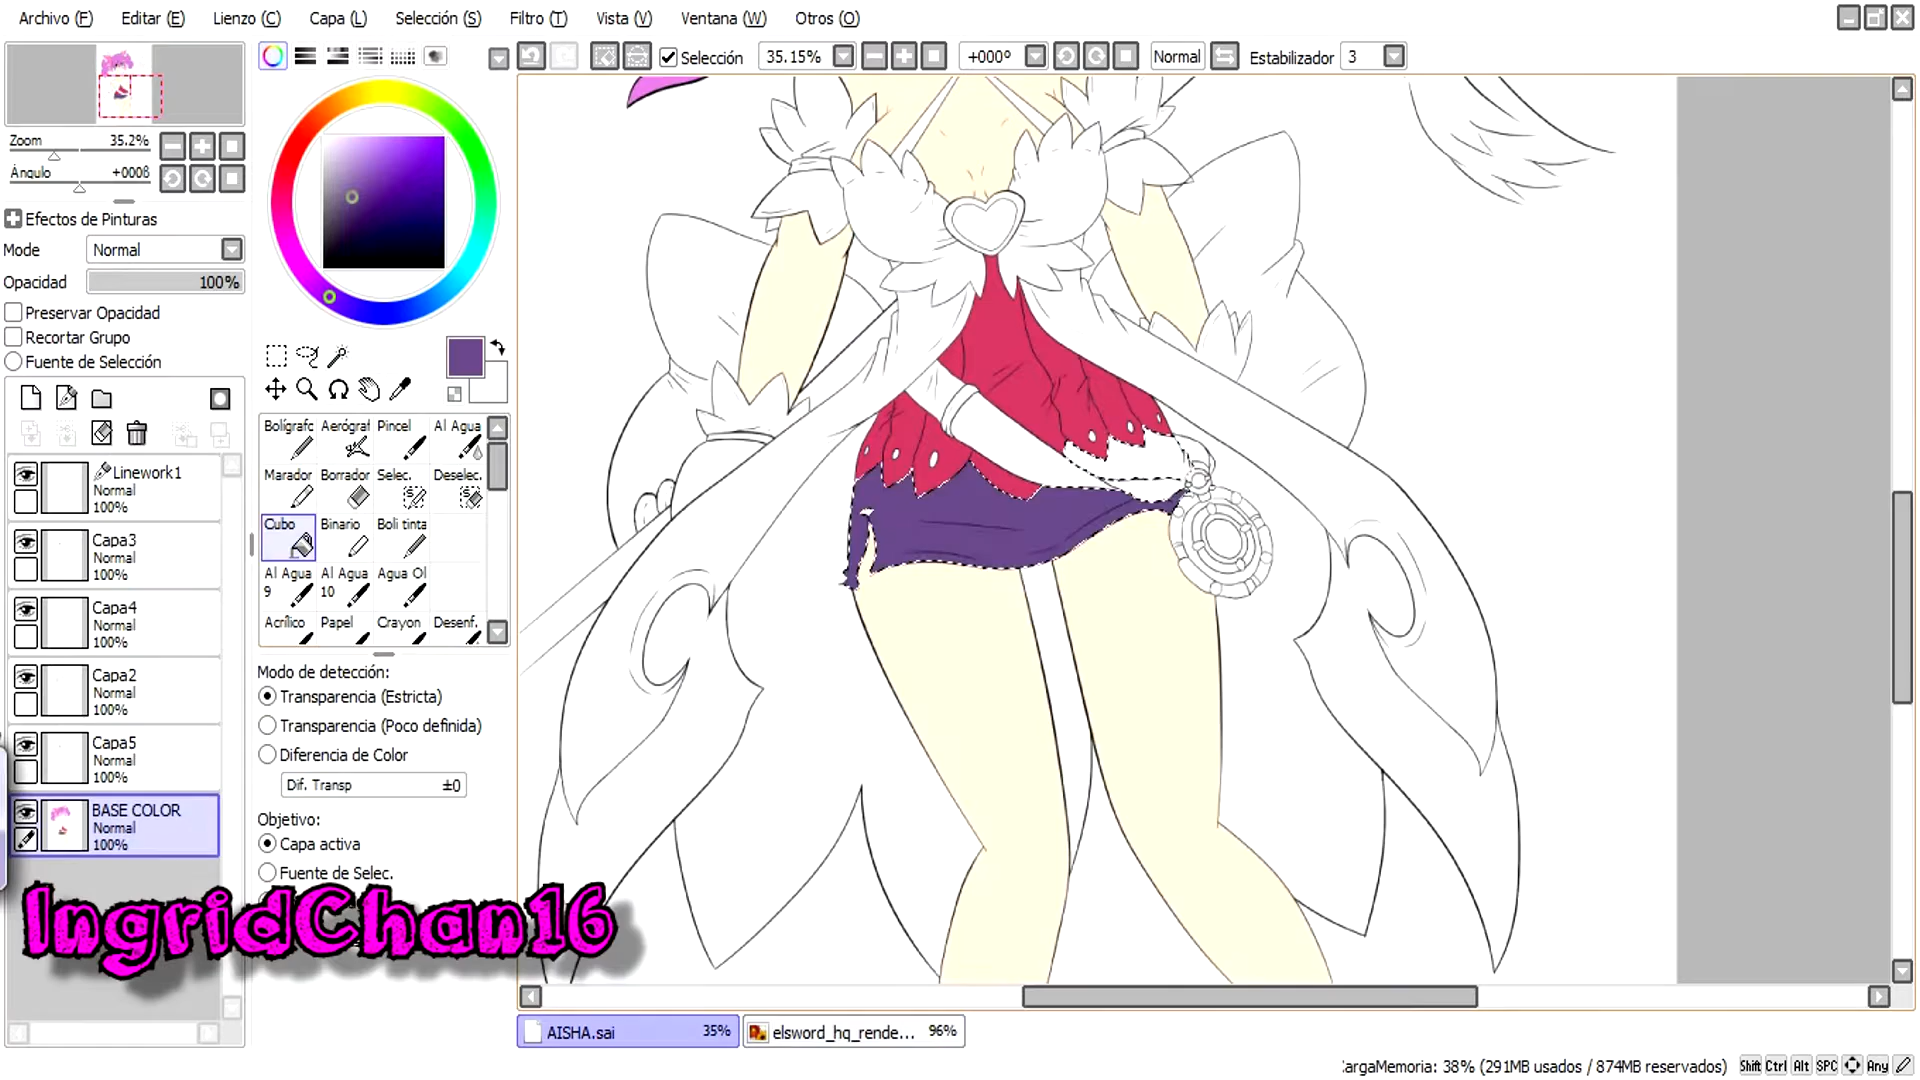 Archivo (F) Editar (E) Lienzo (C) Capa (L) Selección (S) Filtro (T) Vista (V) Ventana (W) Otros (O)
Selección 35.15% +000º Normal Estabilizador 3
Zoom 35.2%
Ángulo +000ß
Efectos de Pinturas
Mode Normal
Opacidad 100%
Preservar Opacidad
Recortar Grupo
Fuente de Selección
Linework1
Normal
100%
Capa3
Normal
100%
Capa4
Normal
100%
Capa2
Normal
100%
Capa5
Normal
100%
BASE COLOR
Normal
100%
Bolígrafo Aerógraf Pincel Al Agua
Marador Borrador Selec. Deselec.
Cubo Binario Boli tinta
Al Agua 9 Al Agua 10 Agua Ol
Acrílico Papel Crayon Desenf.
Modo de detección:
Transparencia (Estricta)
Transparencia (Poco definida)
Diferencia de Color
Dif. Transp ±0
Objetivo:
Capa activa
Fuente de Selec.
IngridChan16
AISHA.sai 35% elsword_hq_rende... 96%
CargaMemoria: 38% (291MB usados / 874MB reservados) Shift Ctrl Alt SPC Any